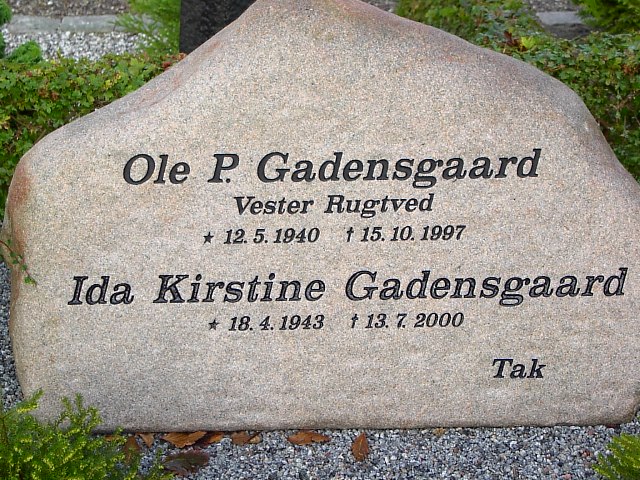 Ole P. Gadensgaard
Vester Rugtved
★ 12. 5. 1940 † 15. 10. 1997
Ida Kirstine Gadensgaard
★ 18. 4. 1943 † 13. 7. 2000
Tak